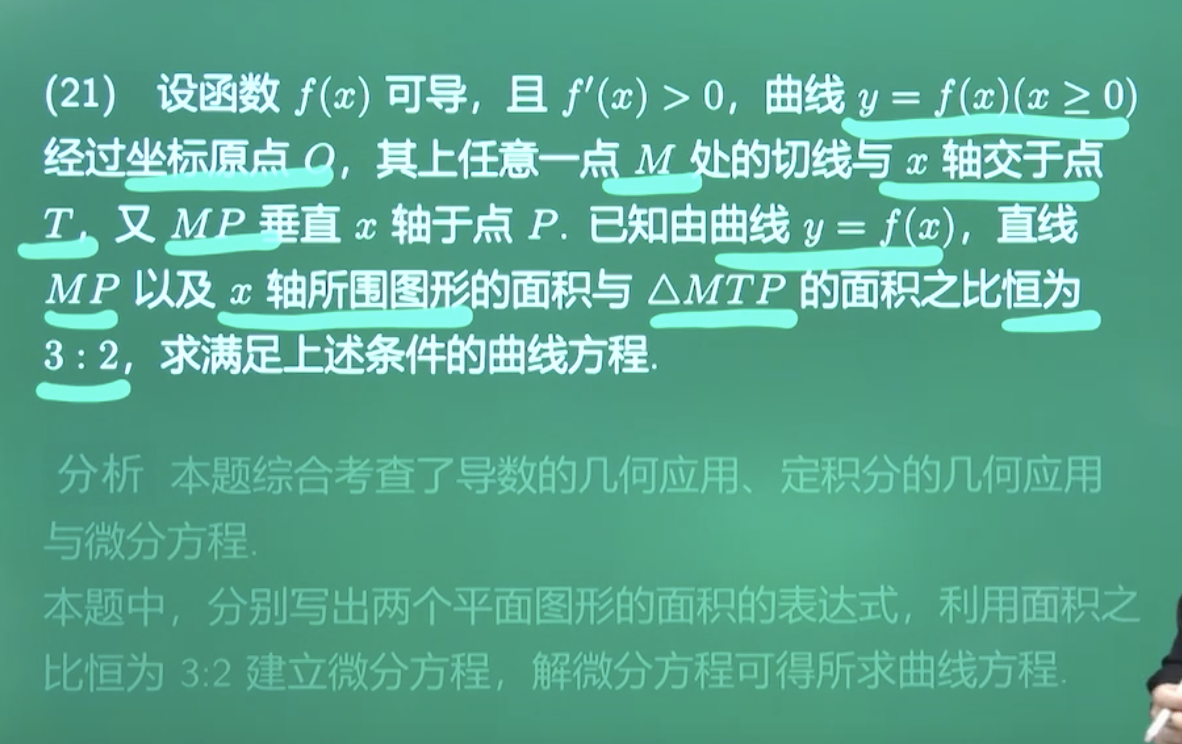 (21) 设函数 f(x) 可导，且 f′(x) > 0，曲线 y = f(x)(x ≥ 0)
经过坐标原点 O，其上任意一点 M 处的切线与 x 轴交于点
T，又 MP 垂直 x 轴于点 P. 已知由曲线 y = f(x)，直线
MP 以及 x 轴所围图形的面积与 △MTP 的面积之比恒为
3 : 2，求满足上述条件的曲线方程.
分析 本题综合考查了导数的几何应用、定积分的几何应用
与微分方程.
本题中，分别写出两个平面图形的面积的表达式，利用面积之
比恒为 3:2 建立微分方程，解微分方程可得所求曲线方程.